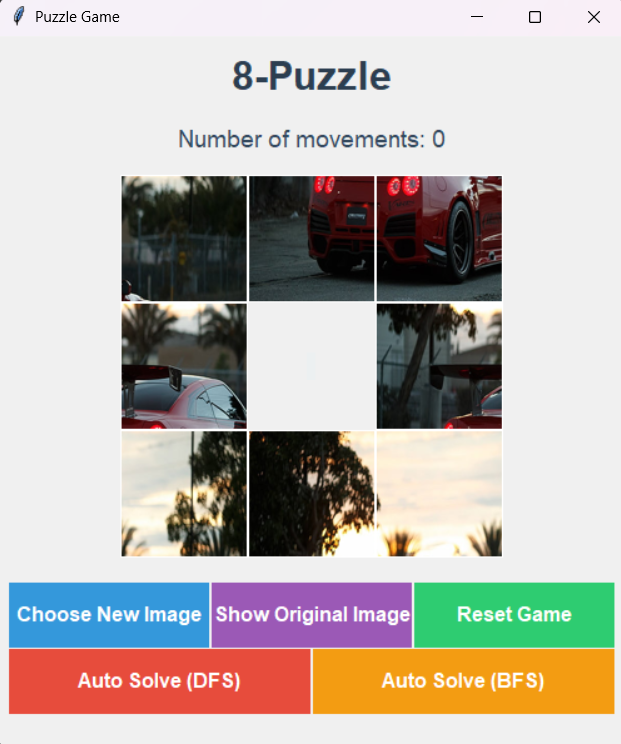 Puzzle Game
8-Puzzle
Number of movements: 0
Choose New Image
Show Original Image
Reset Game
Auto Solve (DFS)
Auto Solve (BFS)